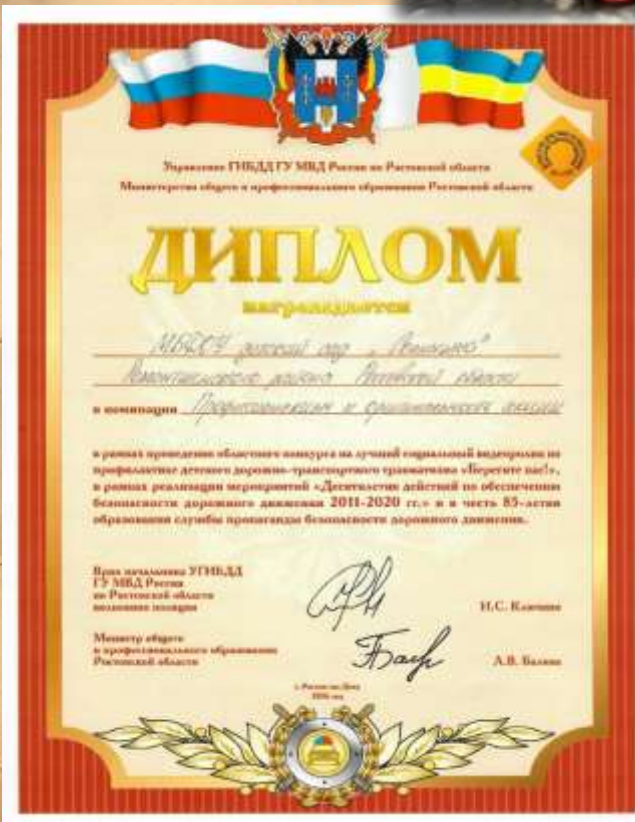 Управление ГИБДД ГУ МВД России по Ростовской области
Министерство общего и профессионального образования Ростовской области
ДИПЛОМ
награждается
МБДОУ детский сад
района Ростовской области
в номинации Профессионализм и оригинальность
в рамках проведения областного конкурса на лучший социальный видеоролик по
профилактике детского дорожно-транспортного травматизма «Берегите нас!»,
в рамках реализации мероприятий «Десятилетия действий по обеспечению
безопасности дорожного движения 2011-2020 гг.» и в честь 85-летия
образования службы пропаганды безопасности дорожного движения.
Врио начальника УГИБДД
ГУ МВД России
по Ростовской области
полковник полиции
И.С.
Министр общего
и профессионального образования
Ростовской области
А.В.
г. Ростов-на-Дону